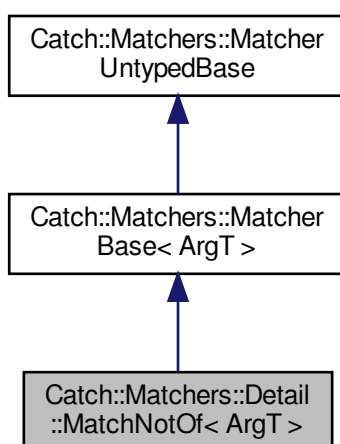 Catch::Matchers::Matcher
UntypedBase
Catch::Matchers::Matcher
Base< ArgT >
Catch::Matchers::Detail
::MatchNotOf< ArgT >